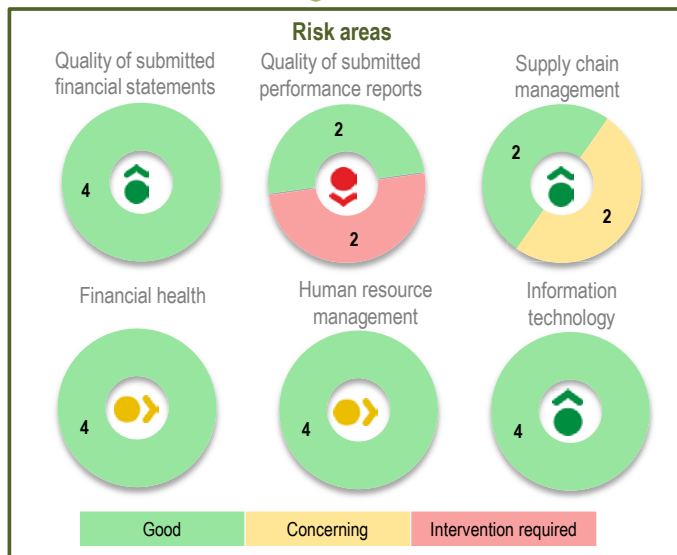 Risk areas
Quality of submitted
financial statements
Quality of submitted
performance reports
Supply chain
management
4
2
2
2
2
Financial health
Human resource
management
Information
technology
4
4
4
Good
Concerning
Intervention required